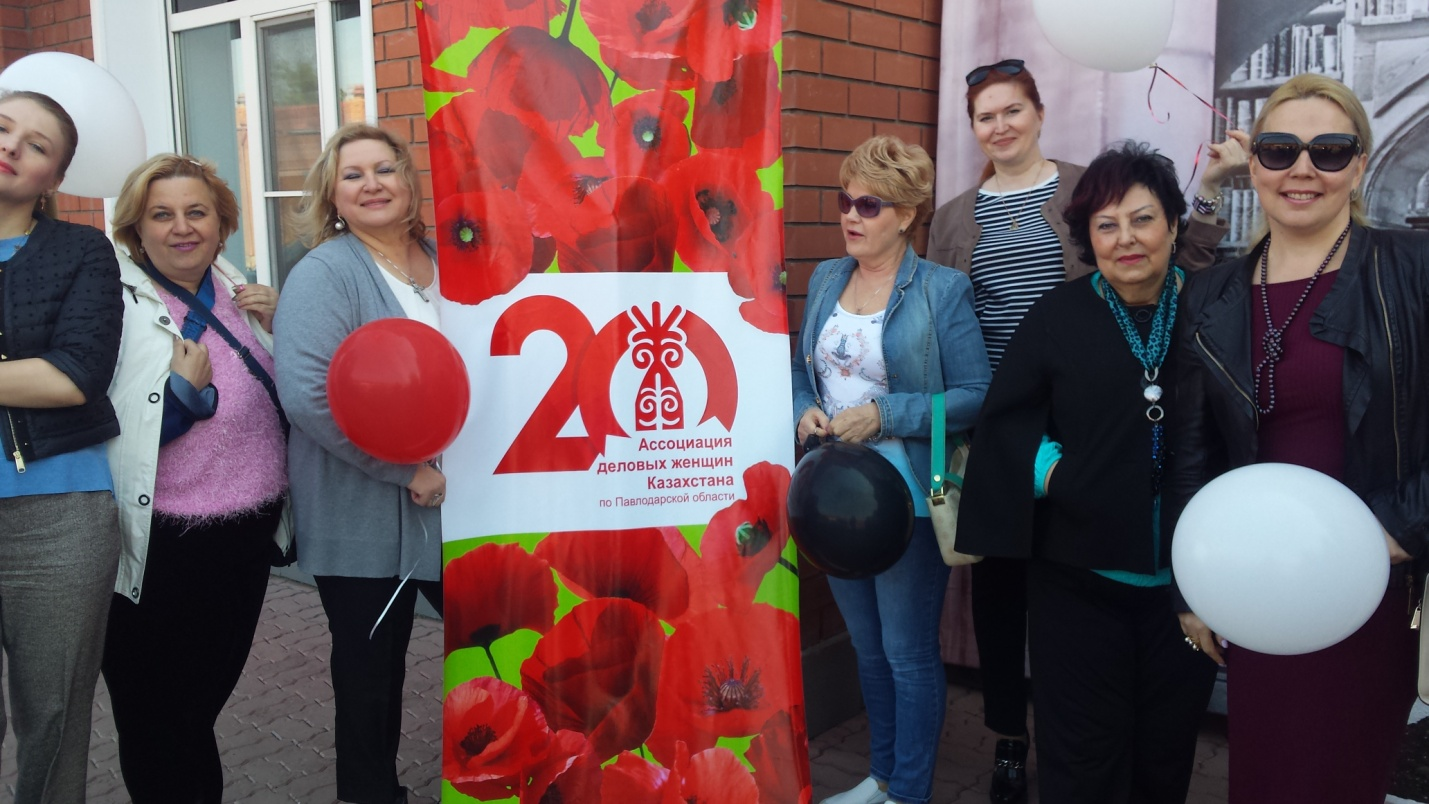 20
Ассоциация
деловых женщин
Казахстана
по Павлодарской области